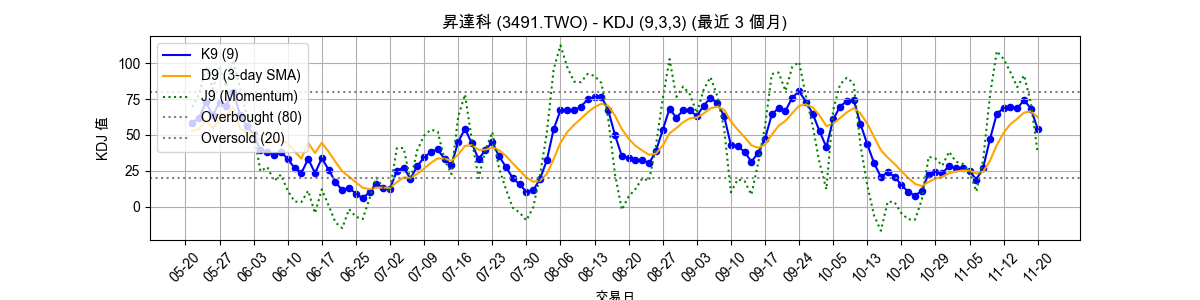 昇達科 (3491.TWO) - KDJ (9,3,3) (最近 3 個月)
KDJ 值
100
75
50
25
0
K9 (9)
D9 (3-day SMA)
J9 (Momentum)
Overbought (80)
Oversold (20)
05-20 05-27 06-03 06-10 06-17 06-25 07-02 07-09 07-16 07-23 07-30 08-06 08-13 08-20 08-27 09-03 09-10 09-17 09-24 10-05 10-13 10-20 10-29 11-05 11-12 11-20
交易日